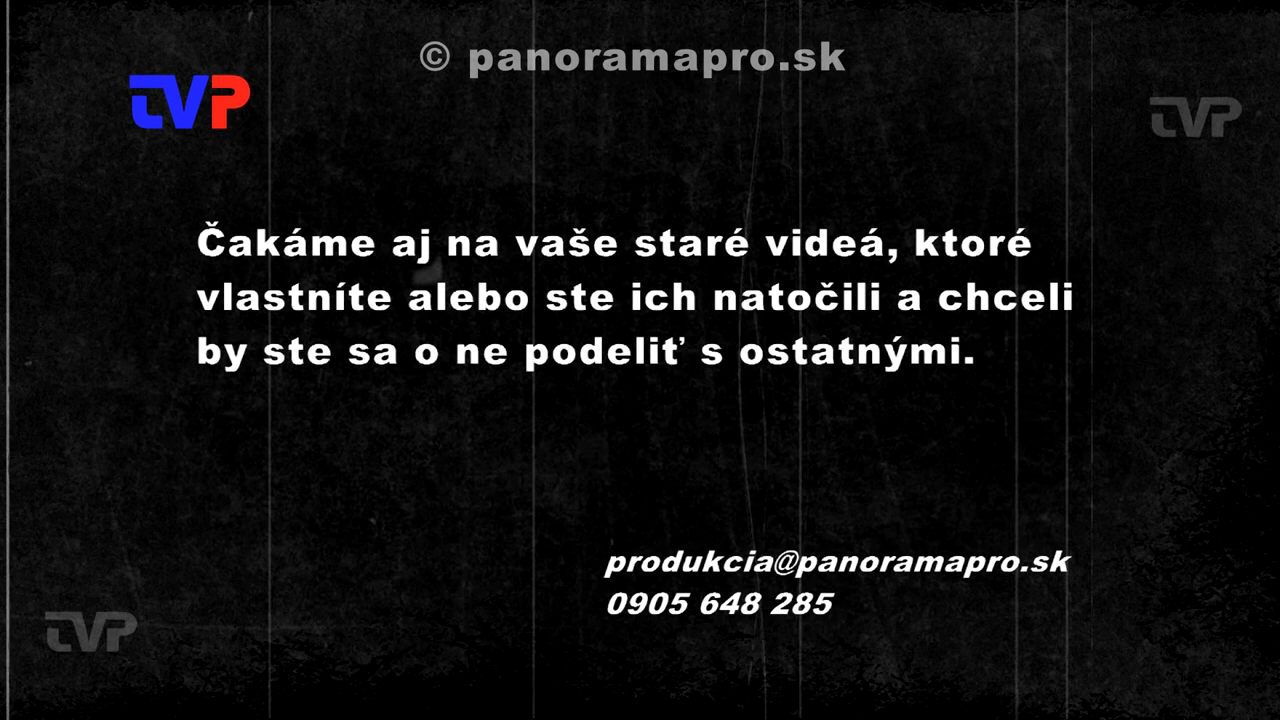 © panoramapro.sk
TVP
TVP
Čakáme aj na vaše staré videá, ktoré
vlastníte alebo ste ich natočili a chceli
by ste sa o ne podeliť s ostatnými.
produkcia@panoramapro.sk
0905 648 285
TVP